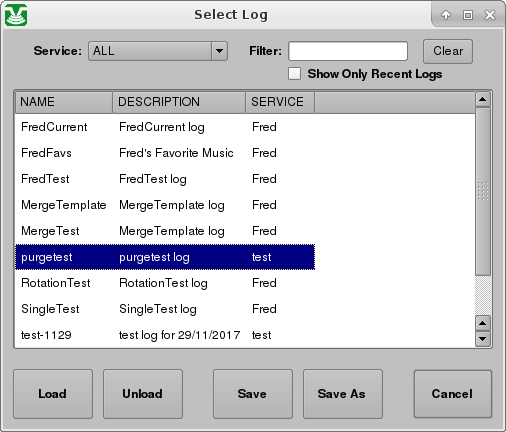 Select Log
Service: ALL Filter: Clear
Show Only Recent Logs
NAME DESCRIPTION SERVICE
FredCurrent FredCurrent log Fred
FredFavs Fred's Favorite Music Fred
FredTest FredTest log Fred
MergeTemplate MergeTemplate log Fred
MergeTest MergeTemplate log Fred
purgetest purgetest log test
RotationTest RotationTest log Fred
SingleTest SingleTest log Fred
test-1129 test log for 29/11/2017 test
Load Unload Save Save As Cancel